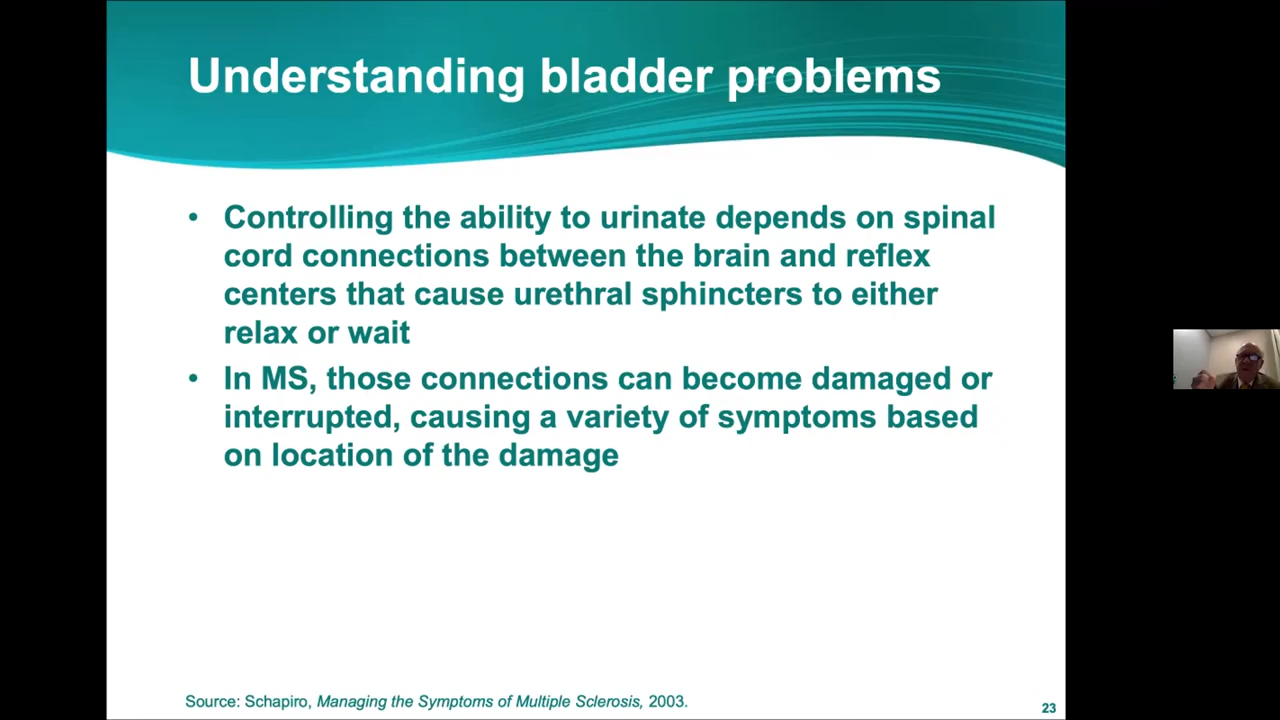 Understanding bladder problems
• Controlling the ability to urinate depends on spinal
cord connections between the brain and reflex
centers that cause urethral sphincters to either
relax or wait
• In MS, those connections can become damaged or
interrupted, causing a variety of symptoms based
on location of the damage
Source: Schapiro, Managing the Symptoms of Multiple Sclerosis, 2003.
23